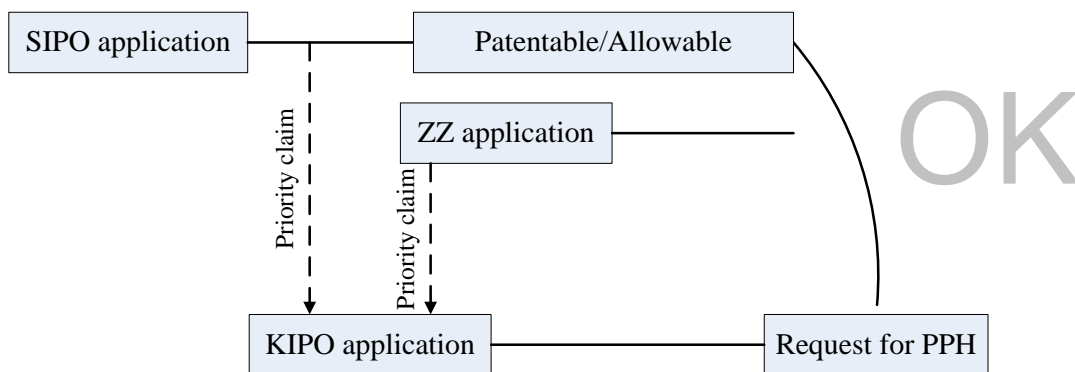 SIPO application
Patentable/Allowable
ZZ application
OK
Priority claim
Priority claim
KIPO application
Request for PPH